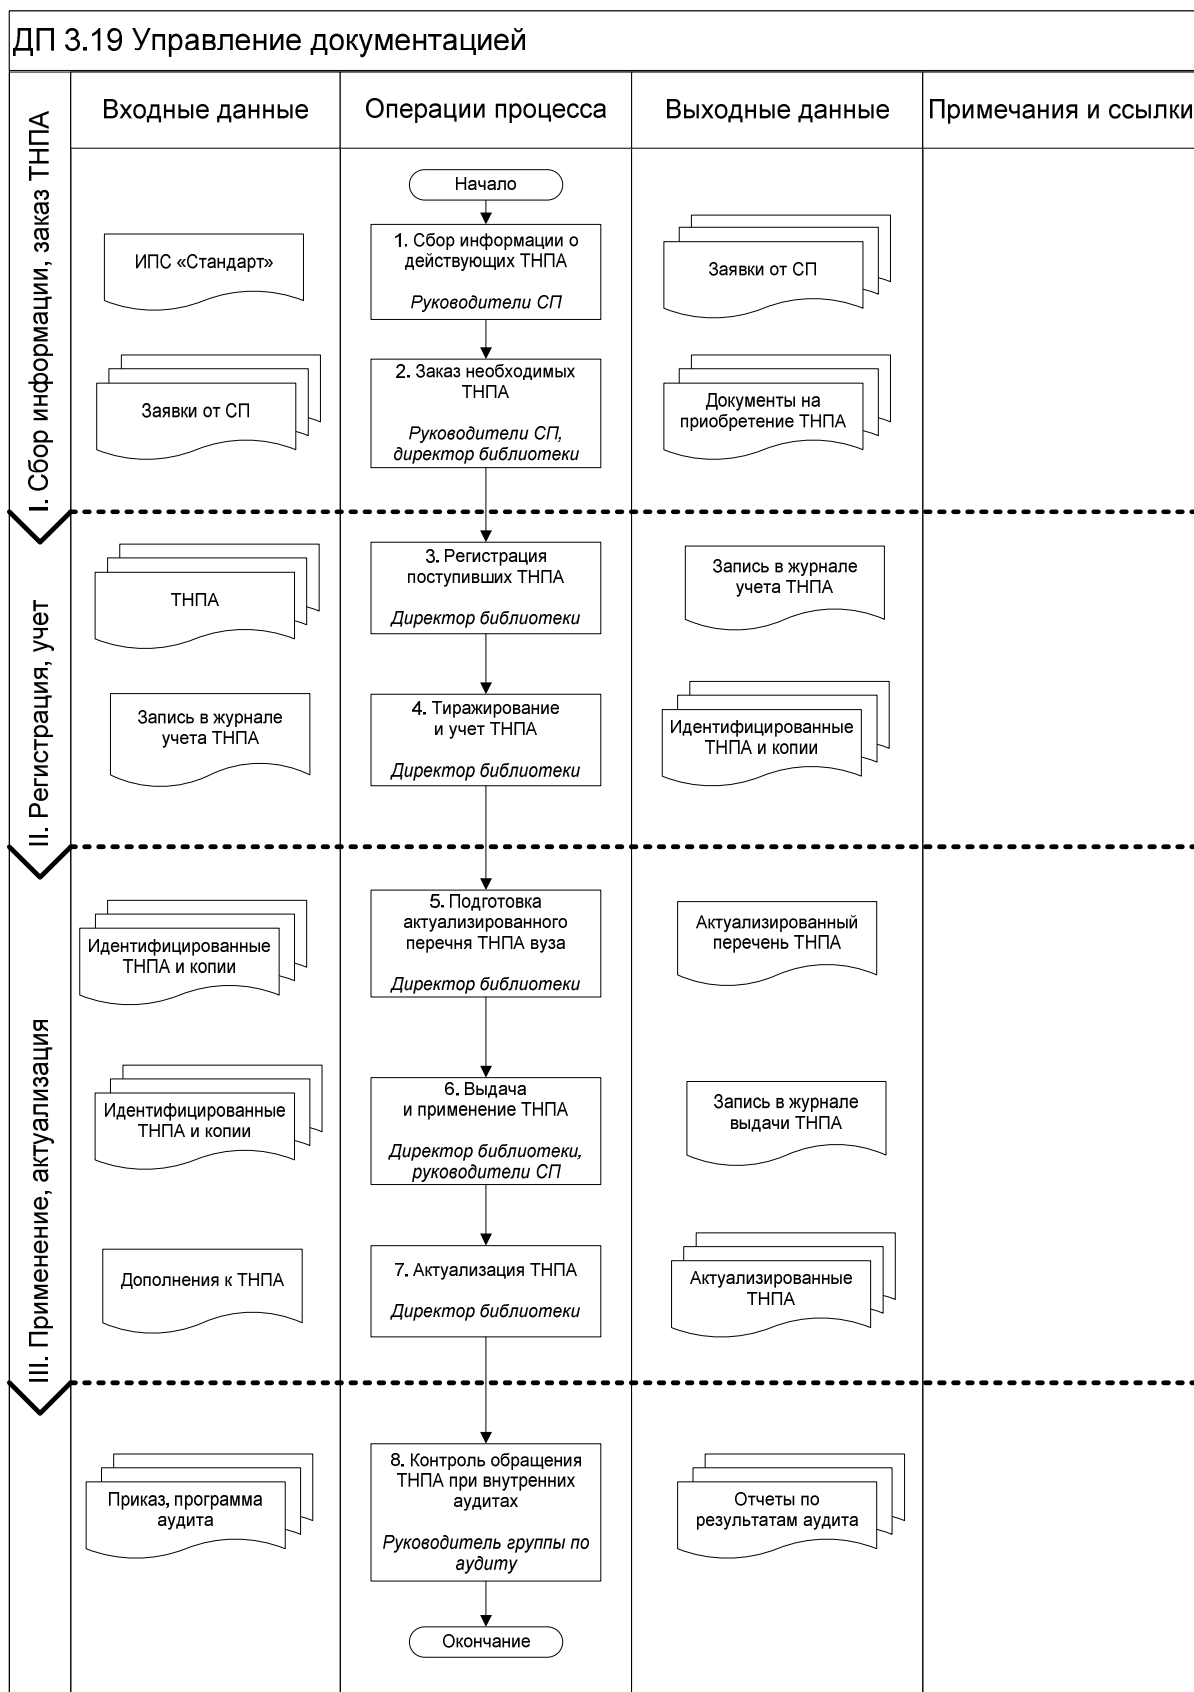 ДП 3.19 Управление документацией
Входные данные
Операции процесса
Выходные данные
Примечания и ссылки
I. Сбор информации, заказ ТНПА
Начало
ИПС «Стандарт»
1. Сбор информации о
действующих ТНПА
Руководители СП
Заявки от СП
Заявки от СП
2. Заказ необходимых
ТНПА
Руководители СП,
директор библиотеки
Документы на
приобретение ТНПА
II. Регистрация, учет
ТНПА
3. Регистрация
поступивших ТНПА
Директор библиотеки
Запись в журнале
учета ТНПА
Запись в журнале
учета ТНПА
4. Тиражирование
и учет ТНПА
Директор библиотеки
Идентифицированные
ТНПА и копии
III. Применение, актуализация
Идентифицированные
ТНПА и копии
5. Подготовка
актуализированного
перечня ТНПА вуза
Директор библиотеки
Актуализированный
перечень ТНПА
Идентифицированные
ТНПА и копии
6. Выдача
и применение ТНПА
Директор библиотеки,
руководители СП
Запись в журнале
выдачи ТНПА
Дополнения к ТНПА
7. Актуализация ТНПА
Директор библиотеки
Актуализированные
ТНПА
Приказ, программа
аудита
8. Контроль обращения
ТНПА при внутренних
аудитах
Руководитель группы по
аудиту
Отчеты по
результатам аудита
Окончание